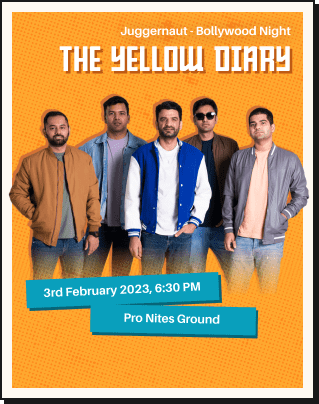 Juggernaut - Bollywood Night
THE YELLOW DIARY
3rd February 2023, 6:30 PM
Pro Nites Ground